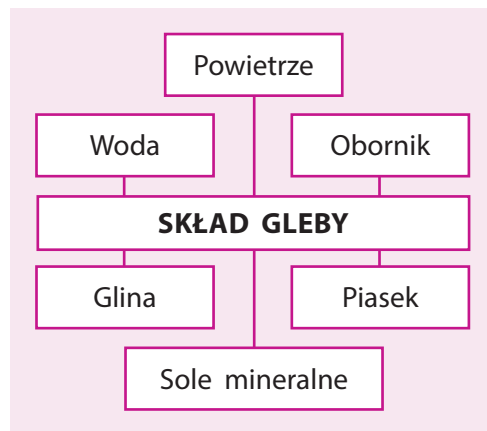 Powietrze
Woda
Obornik
SKŁAD GLEBY
Glina
Piasek
Sole mineralne